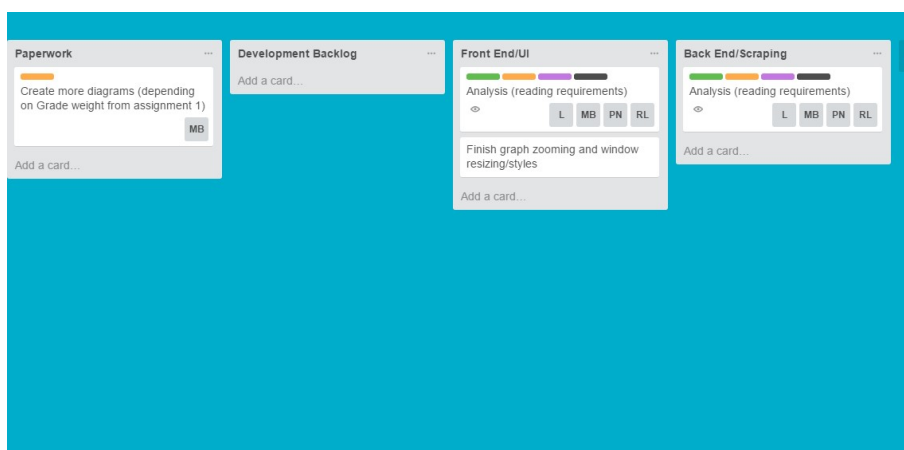 Paperwork
Create more diagrams (depending
on Grade weight from assignment 1)
MB
Add a card...
Development Backlog
Add a card...
Front End/UI
Analysis (reading requirements)
L MB PN RL
Finish graph zooming and window
resizing/styles
Add a card...
Back End/Scraping
Analysis (reading requirements)
L MB PN RL
Add a card...